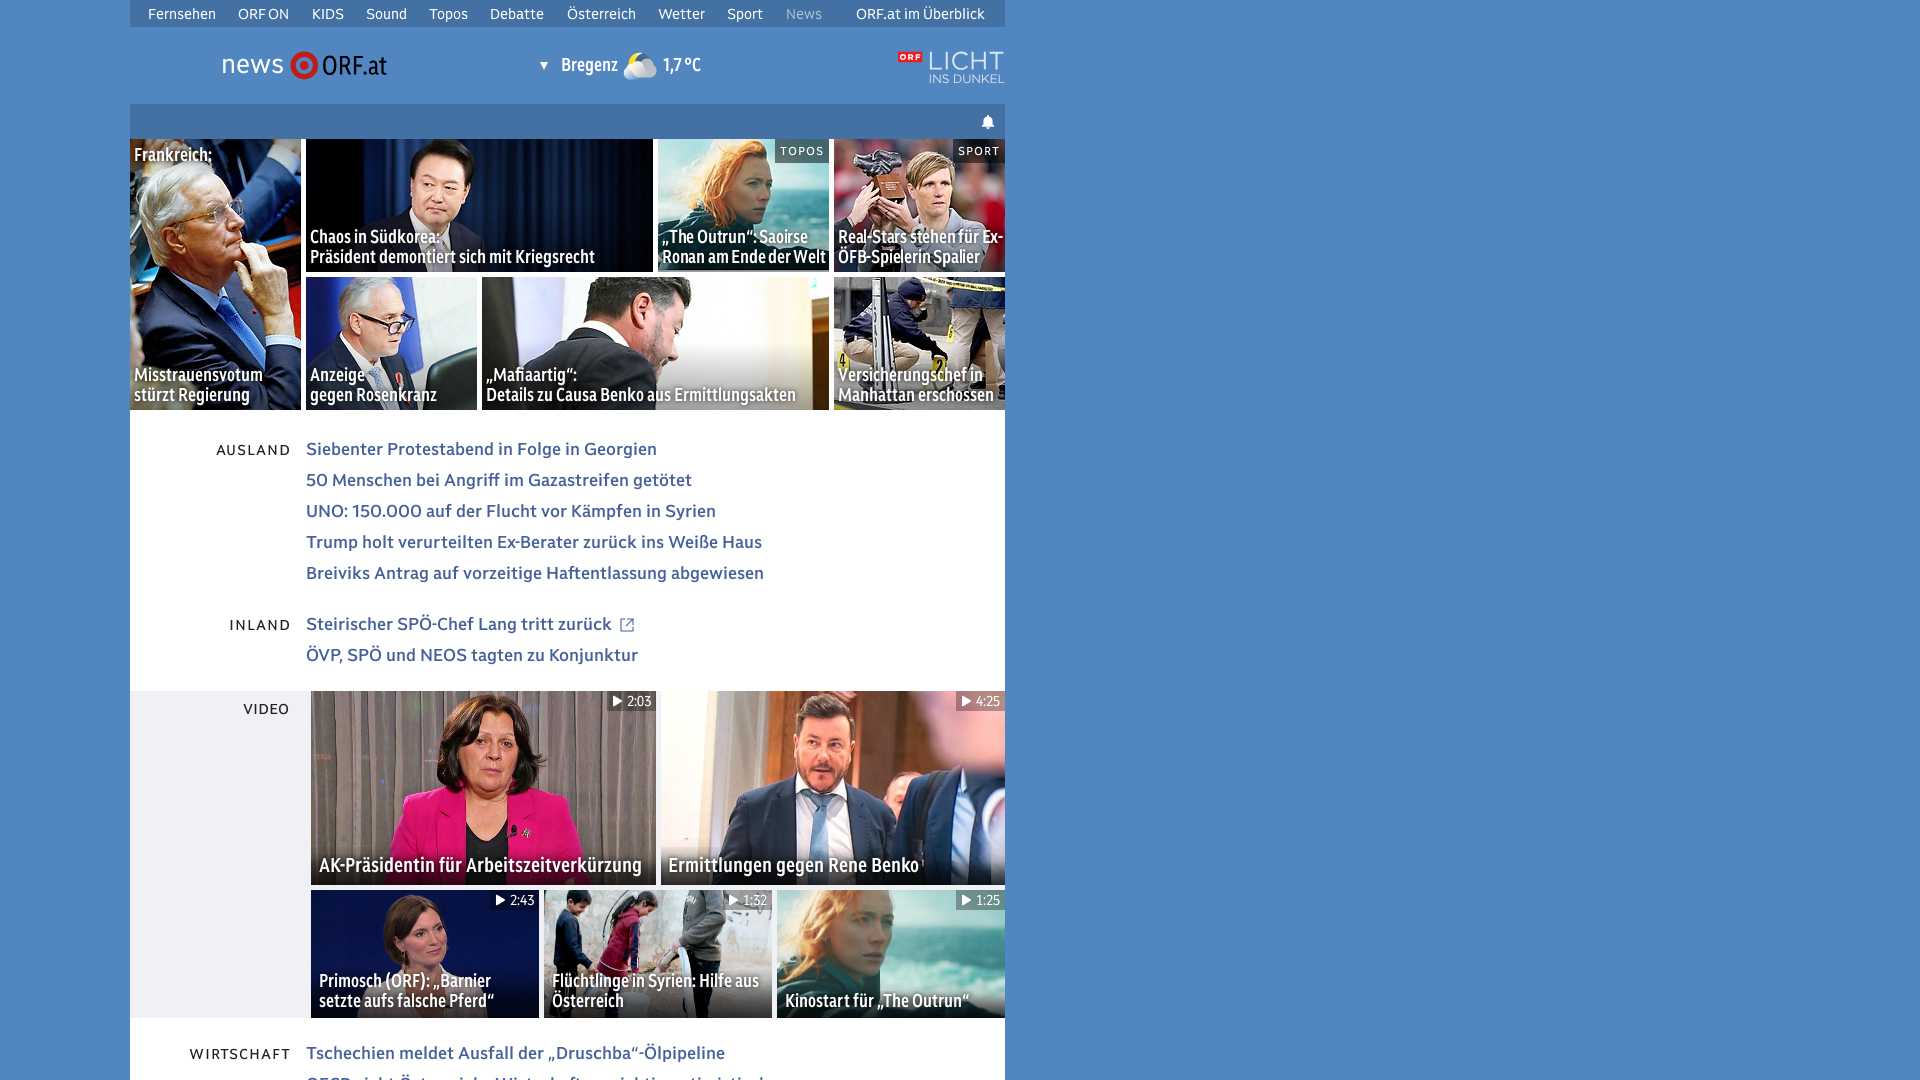 Fernsehen ORF ON KIDS Sound Topos Debatte Österreich Wetter Sport News ORF.at im Überblick
news ORF.at
Bregenz 1,7 °C
ORF LICHT
INS DUNKEL
Frankreich:
Misstrauensvotum
stürzt Regierung
Chaos in Südkorea:
Präsident demontiert sich mit Kriegsrecht
TOPOS
„The Outrun“: Saoirse
Ronan am Ende der Welt
SPORT
Real-Stars stehen für Ex-
ÖFB-Spielerin Spalier
Anzeige
gegen Rosenkranz
„Mafiaartig“:
Details zu Causa Benko aus Ermittlungsakten
Versicherungschef in
Manhattan erschossen
AUSLAND
Siebenter Protestabend in Folge in Georgien
50 Menschen bei Angriff im Gazastreifen getötet
UNO: 150.000 auf der Flucht vor Kämpfen in Syrien
Trump holt verurteilten Ex-Berater zurück ins Weiße Haus
Breiviks Antrag auf vorzeitige Haftentlassung abgewiesen
INLAND
Steirischer SPÖ-Chef Lang tritt zurück
ÖVP, SPÖ und NEOS tagten zu Konjunktur
VIDEO
2:03
AK-Präsidentin für Arbeitszeitverkürzung
4:25
Ermittlungen gegen Rene Benko
2:43
Primosch (ORF): „Barnier
setzte aufs falsche Pferd“
1:32
Flüchtlinge in Syrien: Hilfe aus
Österreich
1:25
Kinostart für „The Outrun“
WIRTSCHAFT
Tschechien meldet Ausfall der „Druschba“-Ölpipeline